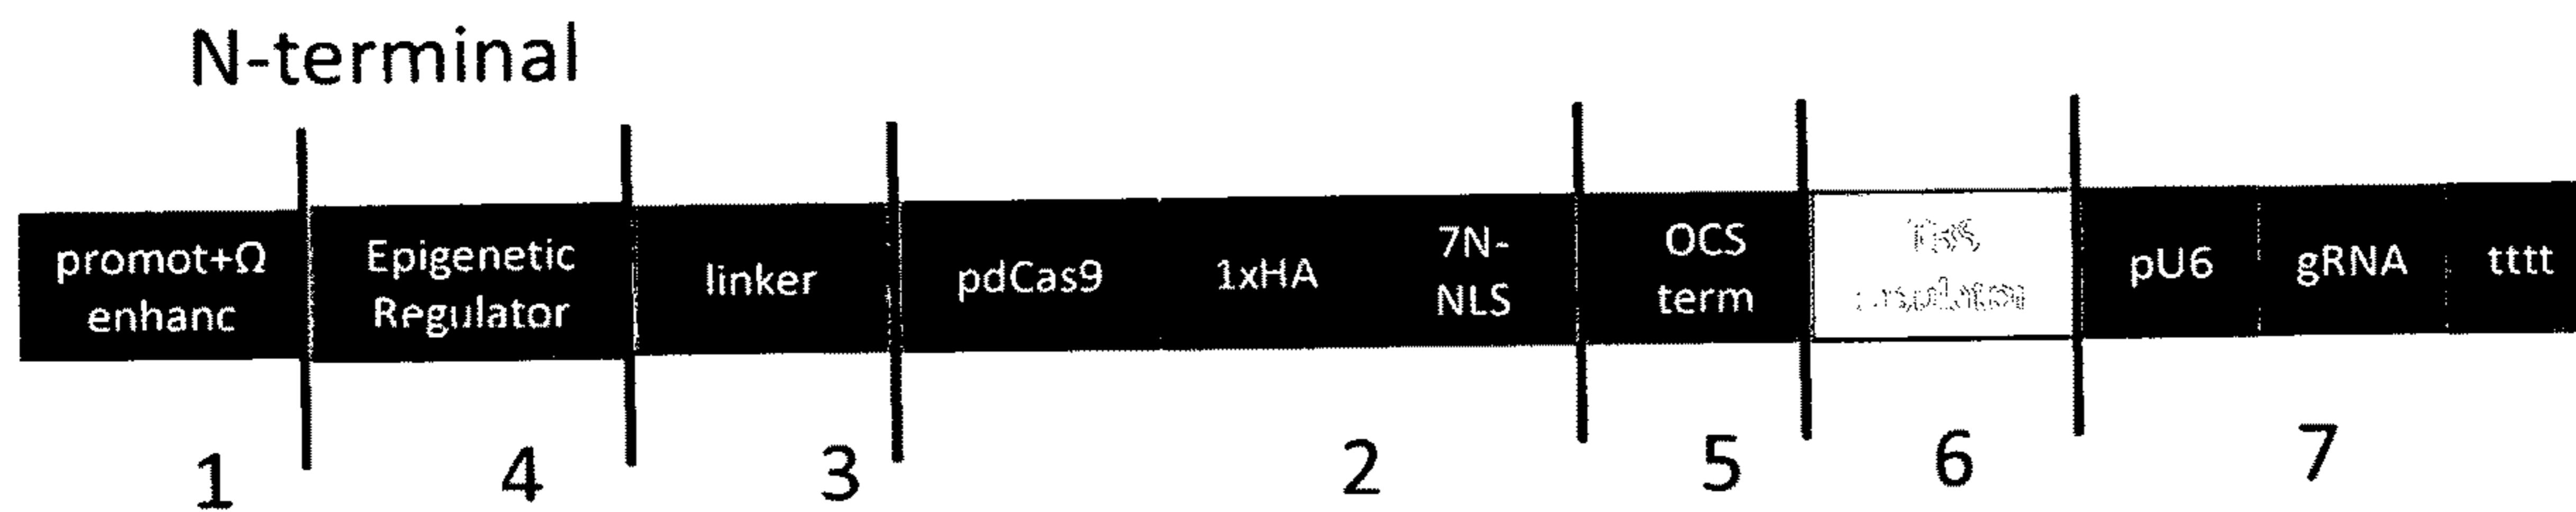 N-terminal
promot+Ω
enhanc
Epigenetic
Regulator
linker
pdCas9
1xHA
7N-
NLS
OCS
term
pU6
gRNA
tttt
1
4
3
2
5
6
7